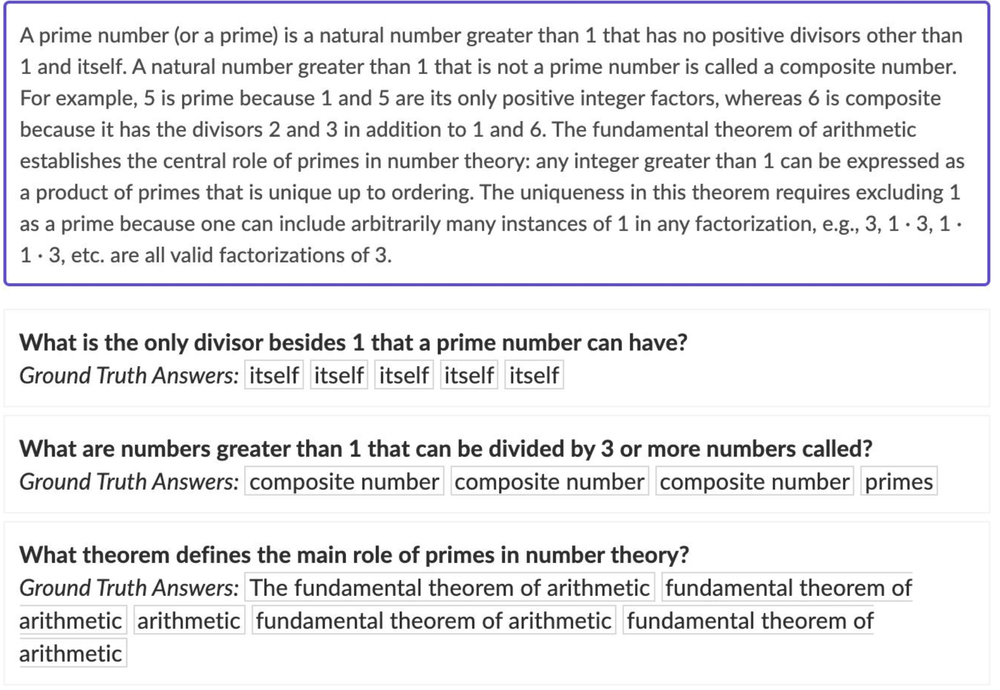 A prime number (or a prime) is a natural number greater than 1 that has no positive divisors other than
1 and itself. A natural number greater than 1 that is not a prime number is called a composite number.
For example, 5 is prime because 1 and 5 are its only positive integer factors, whereas 6 is composite
because it has the divisors 2 and 3 in addition to 1 and 6. The fundamental theorem of arithmetic
establishes the central role of primes in number theory: any integer greater than 1 can be expressed as
a product of primes that is unique up to ordering. The uniqueness in this theorem requires excluding 1
as a prime because one can include arbitrarily many instances of 1 in any factorization, e.g., 3, 1 · 3, 1 ·
1 · 3, etc. are all valid factorizations of 3.
What is the only divisor besides 1 that a prime number can have?
Ground Truth Answers: itself itself itself itself itself
What are numbers greater than 1 that can be divided by 3 or more numbers called?
Ground Truth Answers: composite number composite number composite number primes
What theorem defines the main role of primes in number theory?
Ground Truth Answers: The fundamental theorem of arithmetic fundamental theorem of
arithmetic arithmetic fundamental theorem of arithmetic fundamental theorem of
arithmetic